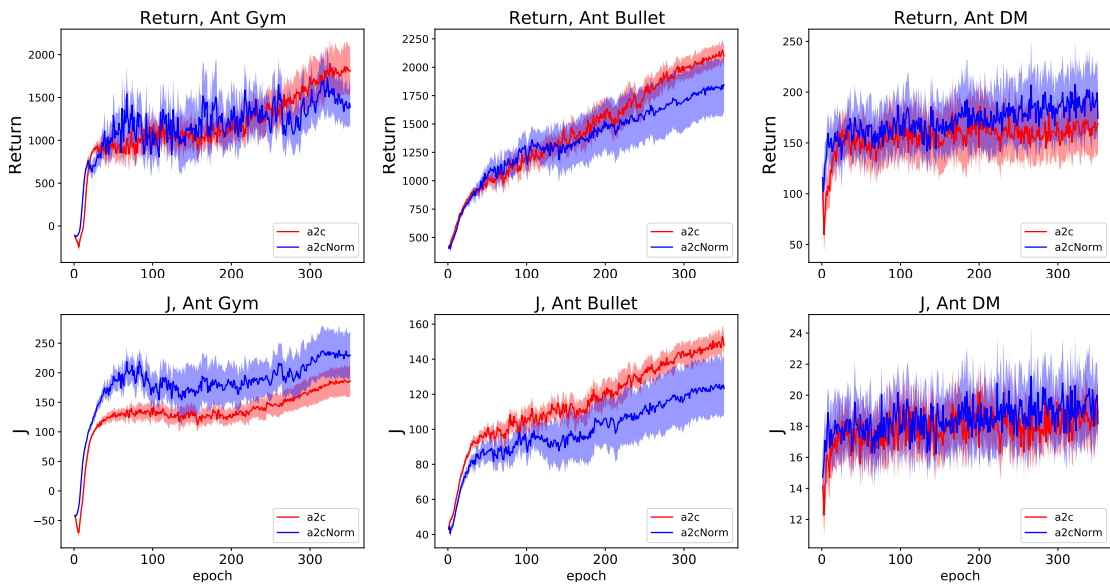 Return, Ant Gym
Return
2000
1500
1000
500
0
0
100
200
300
a2c
a2cNorm
Return, Ant Bullet
Return
2250
2000
1750
1500
1250
1000
750
500
0
100
200
300
a2c
a2cNorm
Return, Ant DM
Return
250
200
150
100
50
0
100
200
300
a2c
a2cNorm
J, Ant Gym
J
250
200
150
100
50
0
−50
0
100
200
300
epoch
a2c
a2cNorm
J, Ant Bullet
J
160
140
120
100
80
60
40
0
100
200
300
epoch
a2c
a2cNorm
J, Ant DM
J
24
22
20
18
16
14
12
0
100
200
300
epoch
a2c
a2cNorm